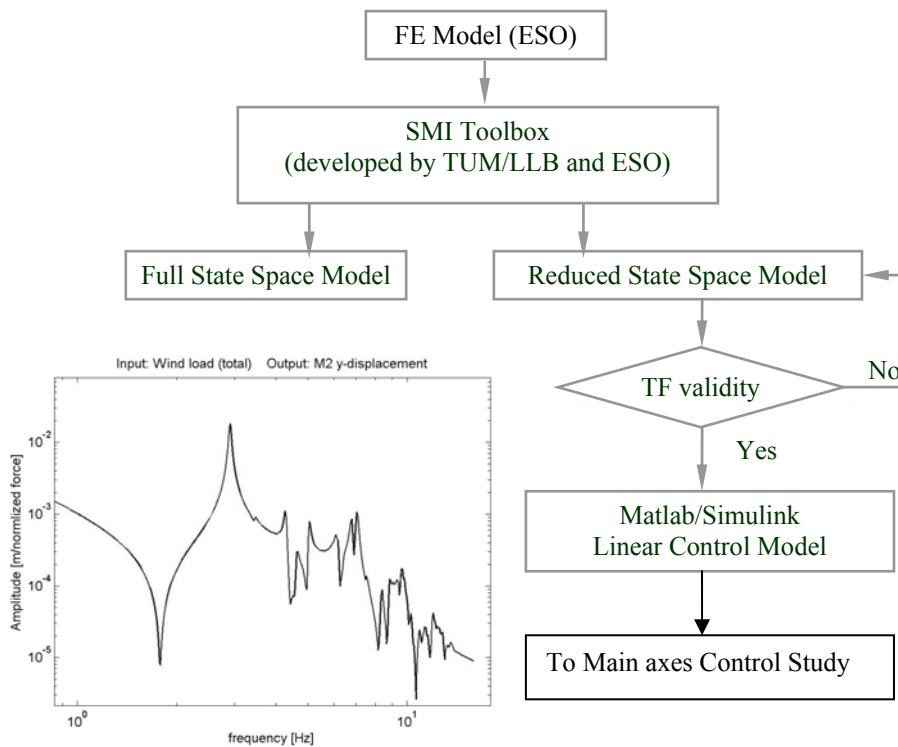 FE Model (ESO)
SMI Toolbox
(developed by TUM/LLB and ESO)
Full State Space Model
Reduced State Space Model
TF validity
No
Yes
Matlab/Simulink
Linear Control Model
To Main axes Control Study
Input: Wind load (total) Output: M2 y-displacement
Amplitude [m/normlized force]
10^-2
10^-3
10^-4
10^-5
10^0
10^1
frequency [Hz]